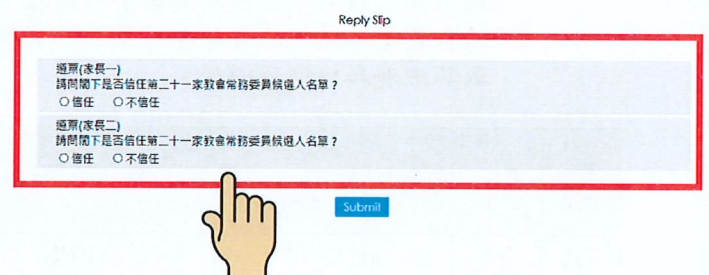 Reply Slip
選票(家長一)
請問閣下是否信任第二十一家教會常務委員候選人名單？
○信任 ○不信任
選票(家長二)
請問閣下是否信任第二十一家教會常務委員候選人名單？
○信任 ○不信任
Submit